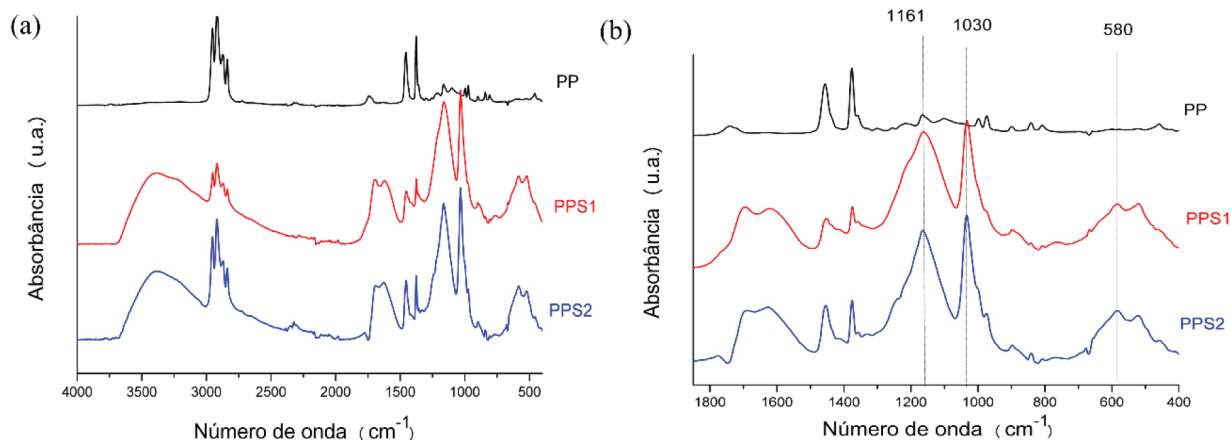 (a)
Absorbância ( u.a.)
PP
PPS1
PPS2
4000 3500 3000 2500 2000 1500 1000 500
Número de onda (cm-1)
(b)
1161 1030 580
Absorbância ( u.a.)
PP
PPS1
PPS2
1800 1600 1400 1200 1000 800 600 400
Número de onda (cm-1)